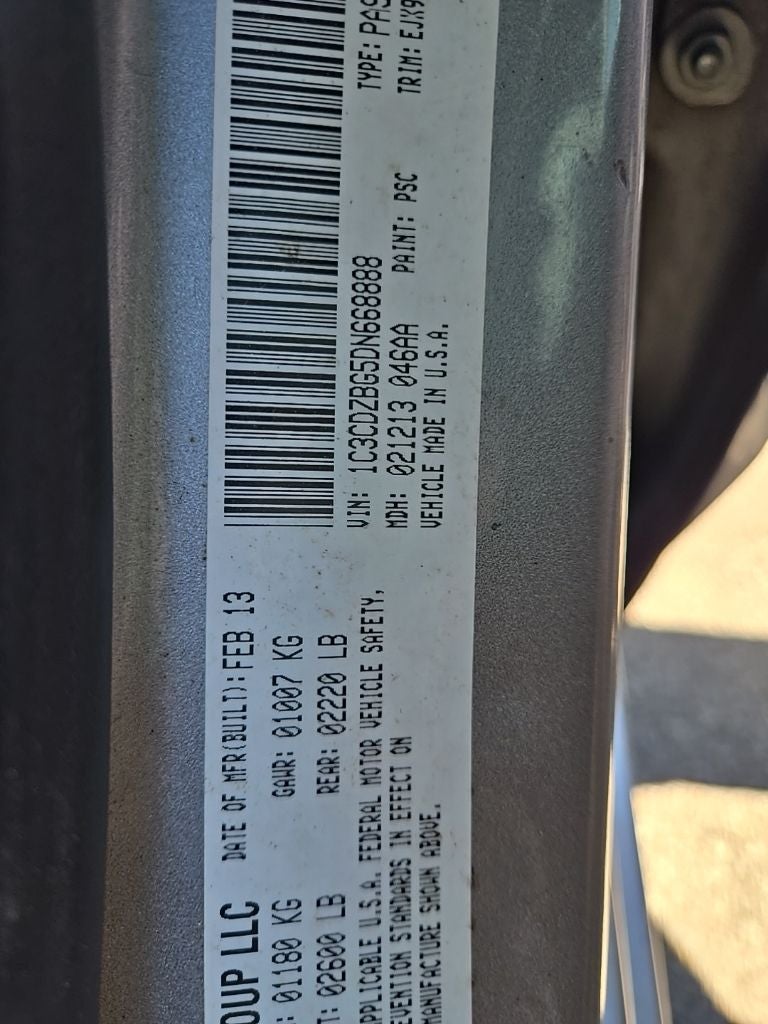 OUP LLC
DATE OF MFR(BUILT): FEB 13
: 01180 KG GAWR: 01007 KG
T: 02600 LB REAR: 02220 LB
APPLICABLE U.S.A. FEDERAL MOTOR VEHICLE SAFETY,
EVENTION STANDARDS IN EFFECT ON
MANUFACTURE SHOWN ABOVE.
VIN: 1C3CDZBG5DN668888 TYPE: PAS
MDH: 021213 046AA PAINT: PSC TRIM: EJX9
VEHICLE MADE IN U.S.A.